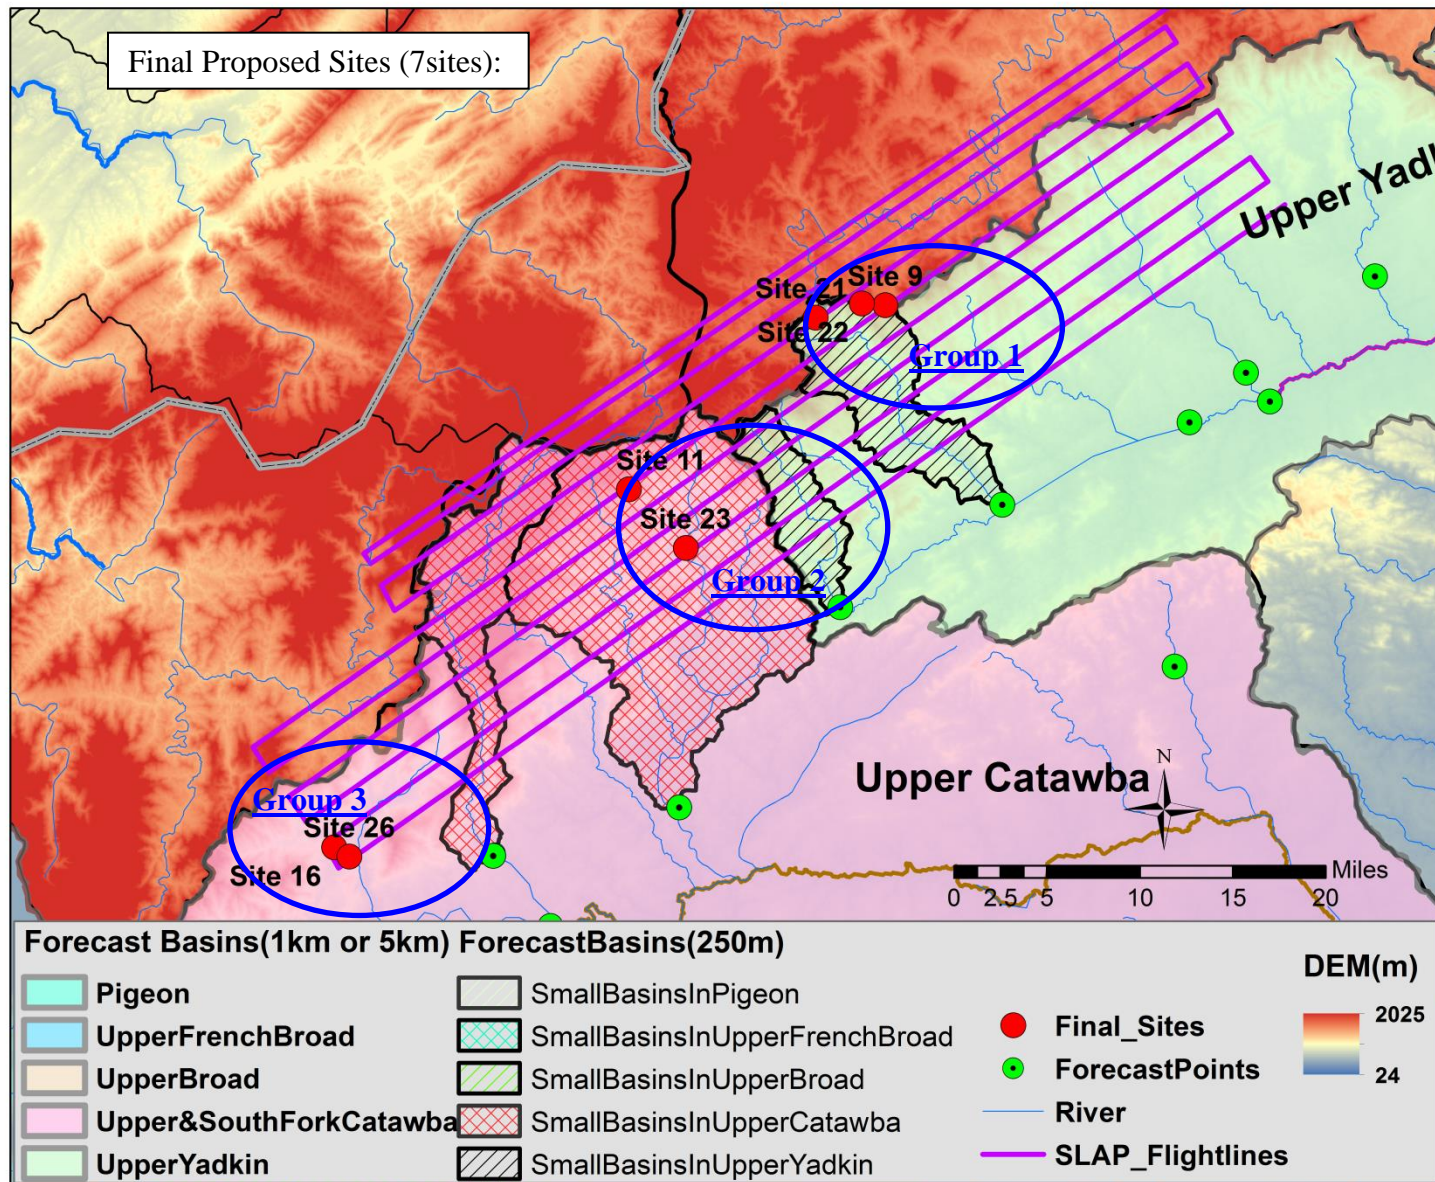 Final Proposed Sites (7sites):
Upper Yadk
Site 21
Site 9
Site 22
Group 1
Site 11
Site 23
Group 2
Upper Catawba
N
Group 3
Site 26
Site 16
Miles
0 2.5 5 10 15 20
Forecast Basins(1km or 5km)
Pigeon
UpperFrenchBroad
UpperBroad
Upper&SouthForkCatawba
UpperYadkin
ForecastBasins(250m)
SmallBasinsInPigeon
SmallBasinsInUpperFrenchBroad
SmallBasinsInUpperBroad
SmallBasinsInUpperCatawba
SmallBasinsInUpperYadkin
Final_Sites
ForecastPoints
River
SLAP_Flightlines
DEM(m)
2025
24